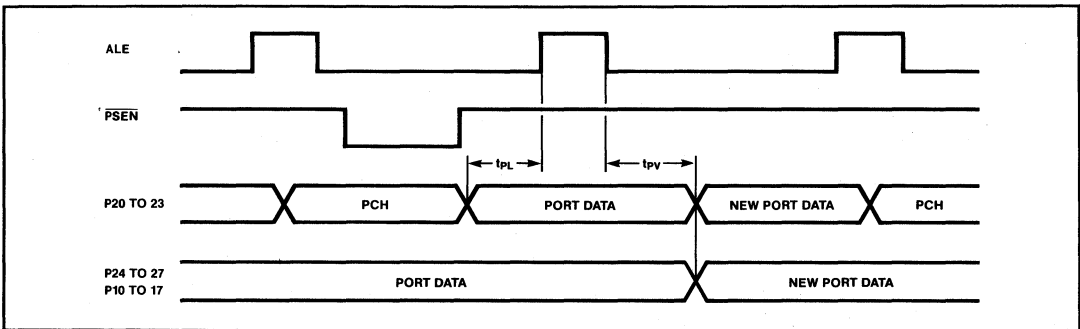 ALE
PSEN
tPL
tPV
P20 TO 23
PCH
PORT DATA
NEW PORT DATA
PCH
P24 TO 27
P10 TO 17
PORT DATA
NEW PORT DATA